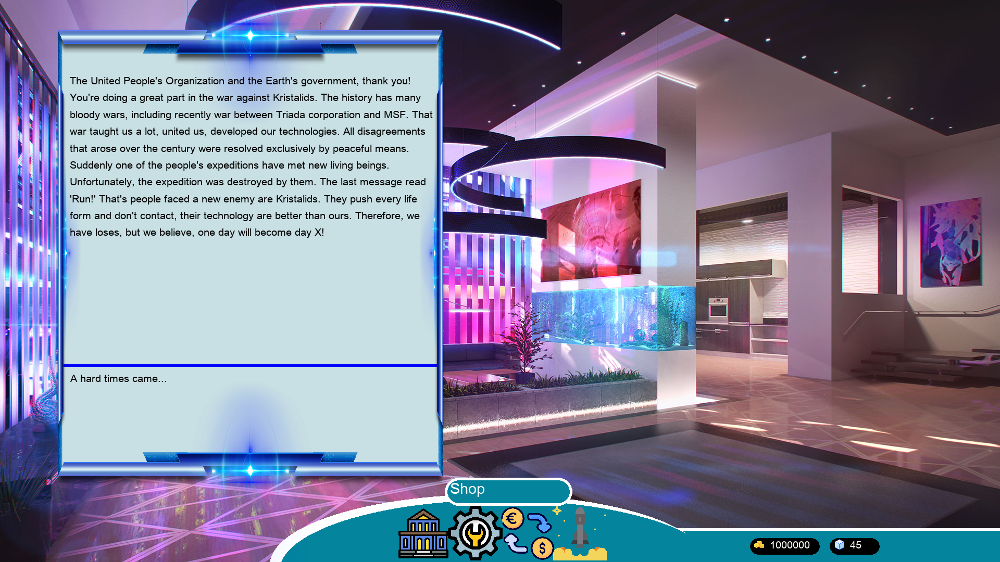 The United People's Organization and the Earth's government, thank you!
You're doing a great part in the war against Kristalids. The history has many
bloody wars, including recently war between Triada corporation and MSF. That
war taught us a lot, united us, developed our technologies. All disagreements
that arose over the century were resolved exclusively by peaceful means.
Suddenly one of the people's expeditions have met new living beings.
Unfortunately, the expedition was destroyed by them. The last message read
'Run!' That's people faced a new enemy are Kristalids. They push every life
form and don't contact, their technology are better than ours. Therefore, we
have loses, but we believe, one day will become day X!
A hard times came...
Shop
€
$
1000000
45